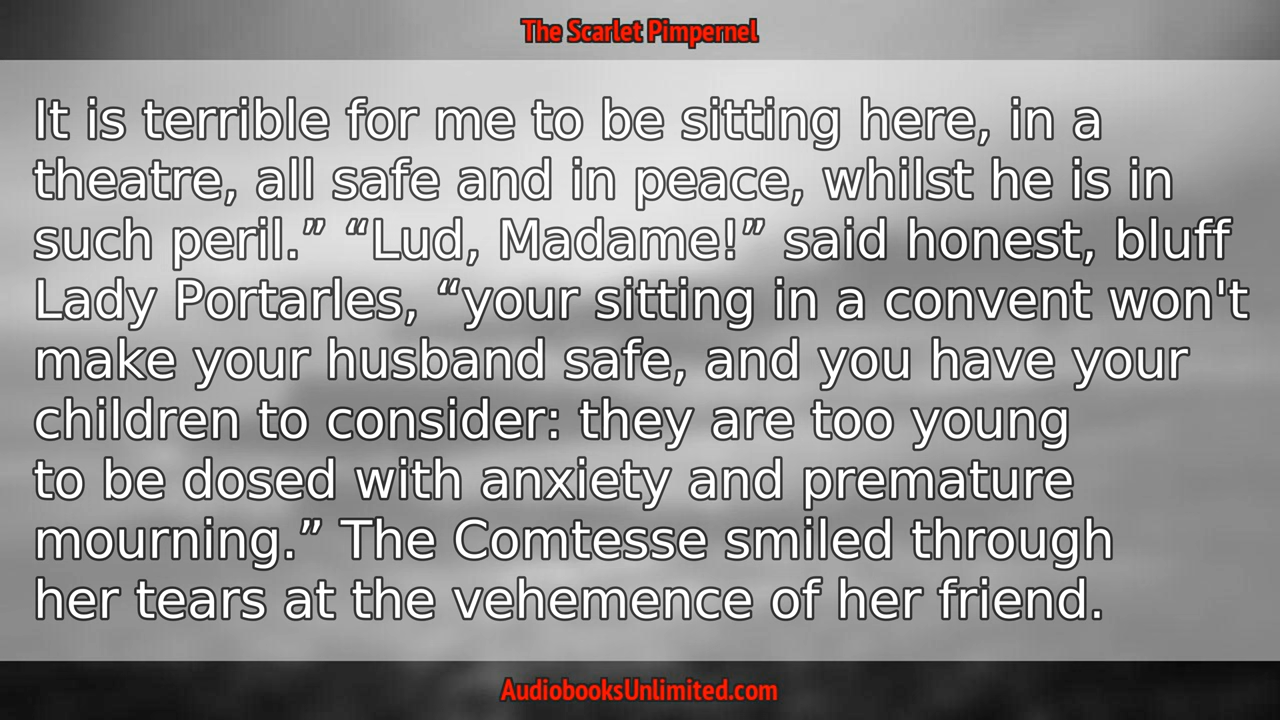 The Scarlet Pimpernel
It is terrible for me to be sitting here, in a
theatre, all safe and in peace, whilst he is in
such peril.” “Lud, Madame!” said honest, bluff
Lady Portarles, “your sitting in a convent won't
make your husband safe, and you have your
children to consider: they are too young
to be dosed with anxiety and premature
mourning.” The Comtesse smiled through
her tears at the vehemence of her friend.
AudiobooksUnlimited.com